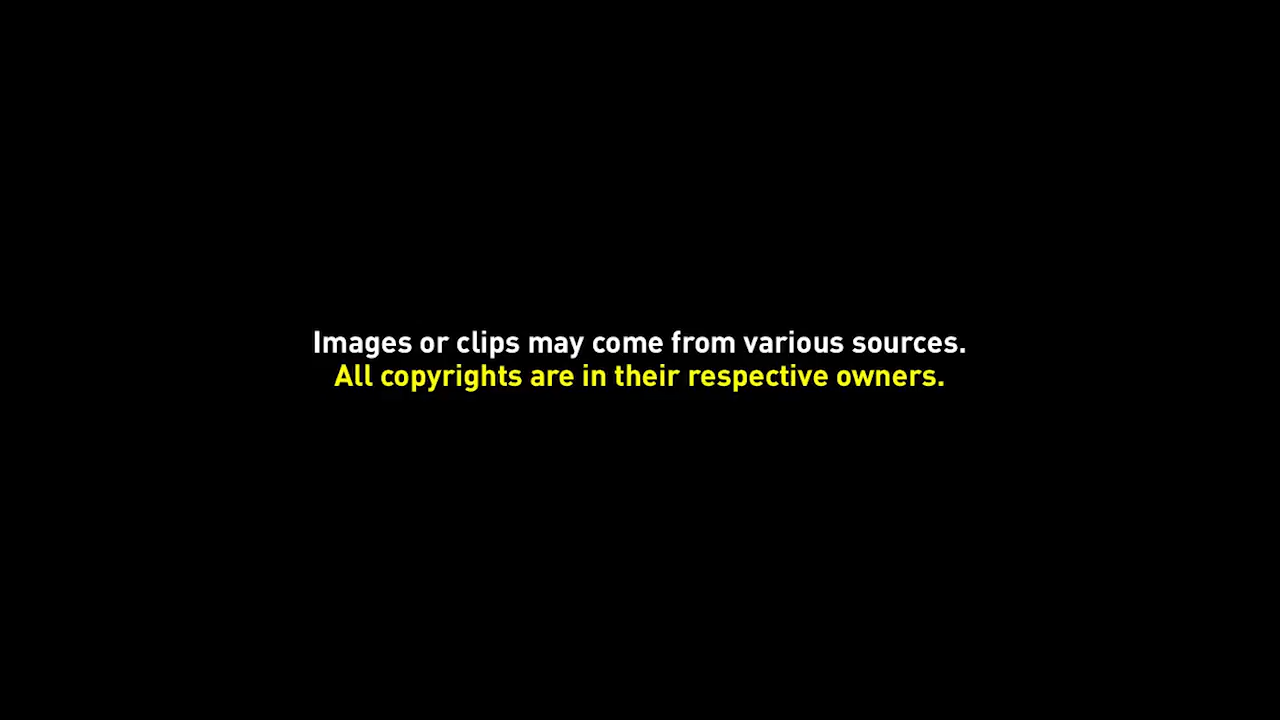 Images or clips may come from various sources.
All copyrights are in their respective owners.